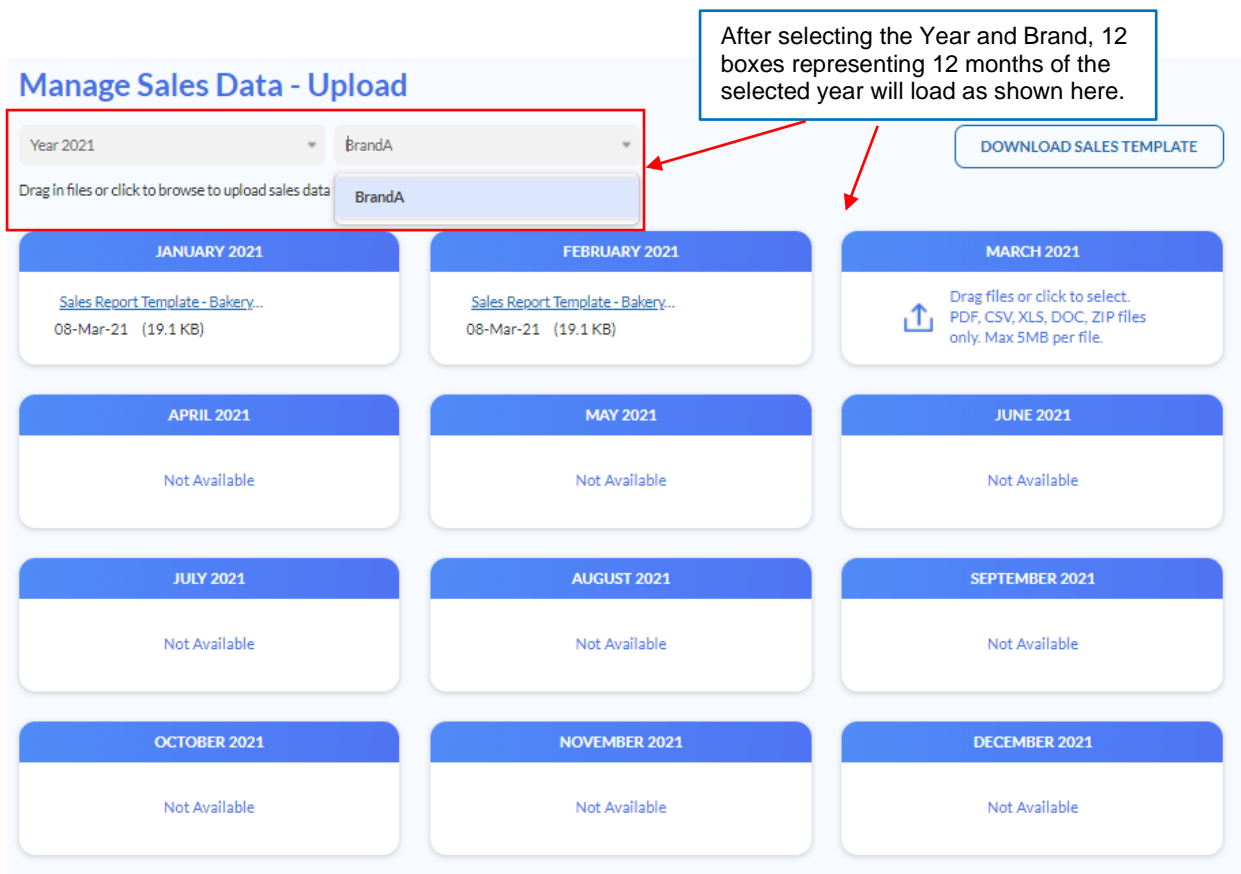 After selecting the Year and Brand, 12
boxes representing 12 months of the
selected year will load as shown here.
Manage Sales Data - Upload
Year 2021
BrandA
DOWNLOAD SALES TEMPLATE
Drag in files or click to browse to upload sales data
BrandA
JANUARY 2021
Sales Report Template - Bakery...
08-Mar-21 (19.1 KB)
FEBRUARY 2021
Sales Report Template - Bakery...
08-Mar-21 (19.1 KB)
MARCH 2021
Drag files or click to select.
PDF, CSV, XLS, DOC, ZIP files
only. Max 5MB per file.
APRIL 2021
Not Available
MAY 2021
Not Available
JUNE 2021
Not Available
JULY 2021
Not Available
AUGUST 2021
Not Available
SEPTEMBER 2021
Not Available
OCTOBER 2021
Not Available
NOVEMBER 2021
Not Available
DECEMBER 2021
Not Available